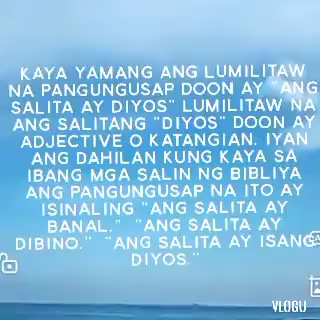 KAYA YAMANG ANG LUMILITAW
NA PANGUNGUSAP DOON AY "ANG
SALITA AY DIYOS" LUMILITAW NA
ANG SALITANG "DIYOS" DOON AY
ADJECTIVE O KATANGIAN. IYAN
ANG DAHILAN KUNG KAYA SA
IBANG MGA SALIN NG BIBLIYA
ANG PANGUNGUSAP NA ITO AY
ISINALING "ANG SALITA AY
BANAL," "ANG SALITA AY
DIBINO." "ANG SALITA AY ISANG
DIYOS."
VLOGU